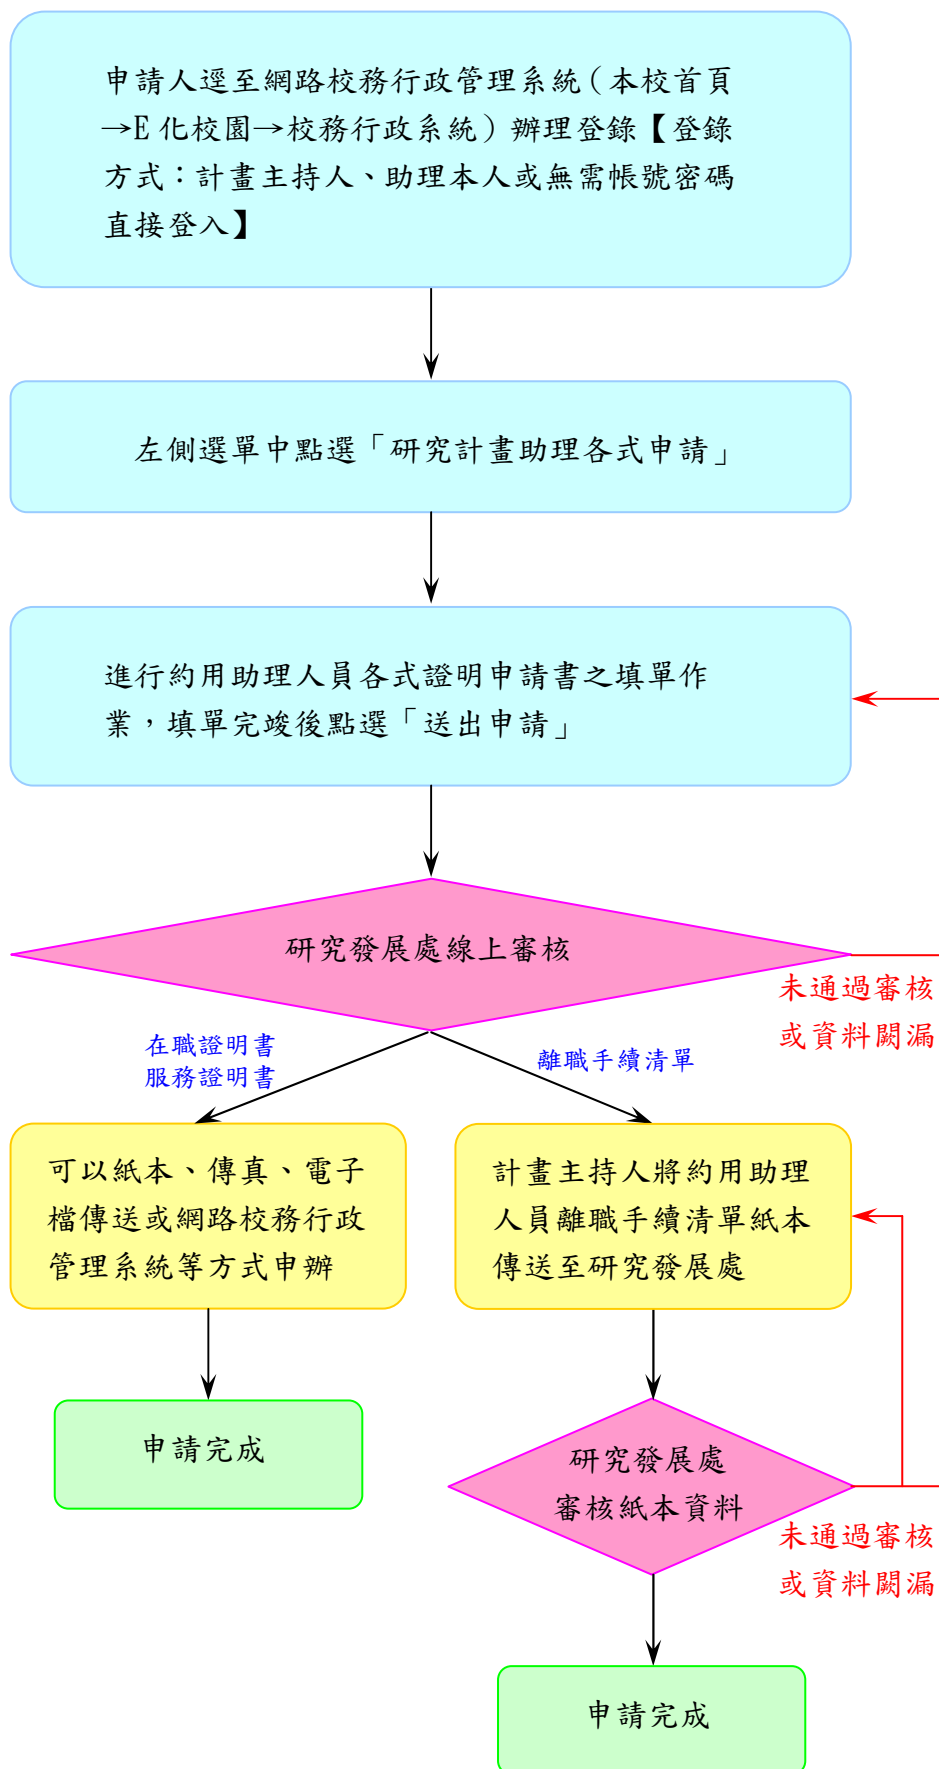 申請人逕至網路校務行政管理系統（本校首頁
→E化校園→校務行政系統）辦理登錄【登錄
方式：計畫主持人、助理本人或無需帳號密碼
直接登入】
左側選單中點選「研究計畫助理各式申請」
進行約用助理人員各式證明申請書之填單作
業，填單完竣後點選「送出申請」
研究發展處線上審核
未通過審核
或資料闕漏
在職證明書
服務證明書
離職手續清單
可以紙本、傳真、電子
檔傳送或網路校務行政
管理系統等方式申辦
計畫主持人將約用助理
人員離職手續清單紙本
傳送至研究發展處
申請完成
研究發展處
審核紙本資料
未通過審核
或資料闕漏
申請完成